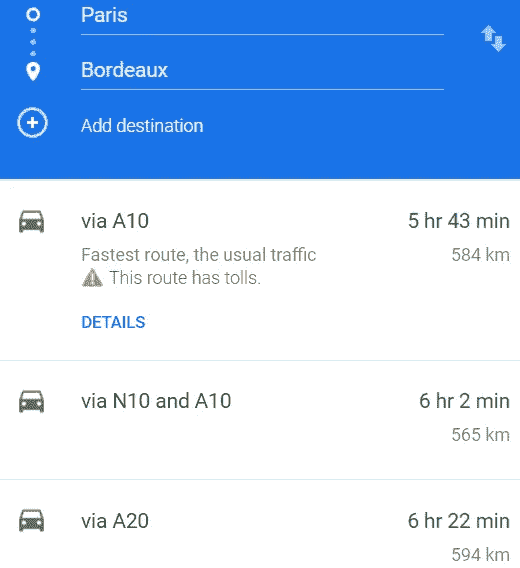 Paris
Bordeaux
Add destination
via A10 5 hr 43 min
Fastest route, the usual traffic 584 km
This route has tolls.
DETAILS
via N10 and A10 6 hr 2 min
565 km
via A20 6 hr 22 min
594 km